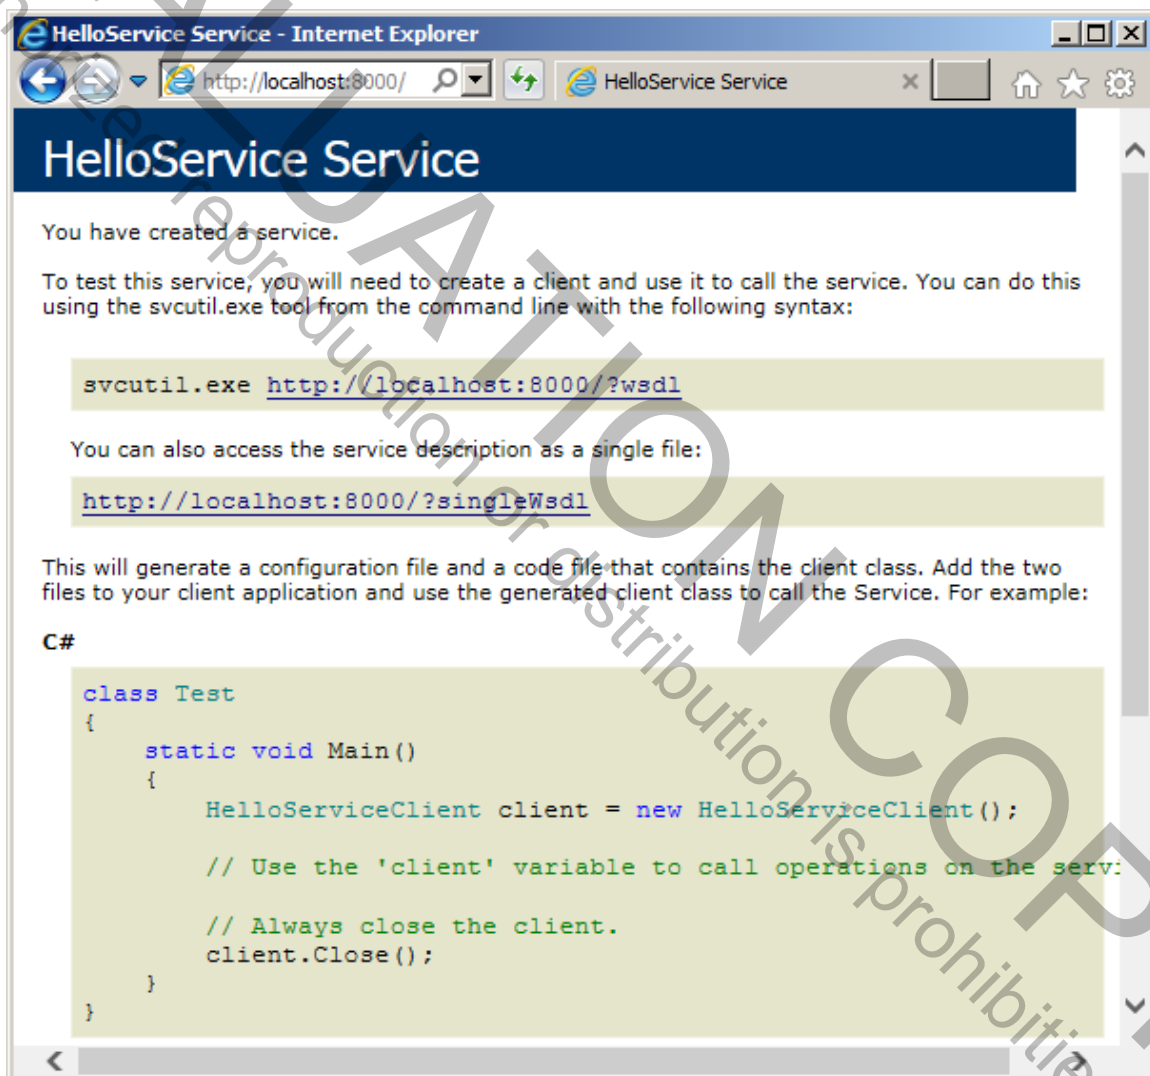 HelloService Service - Internet Explorer
http://localhost:8000/
HelloService Service
HelloService Service
You have created a service.
To test this service, you will need to create a client and use it to call the service. You can do this
using the svcutil.exe tool from the command line with the following syntax:
svcutil.exe http://localhost:8000/?wsdl
You can also access the service description as a single file:
http://localhost:8000/?singleWsdl
This will generate a configuration file and a code file that contains the client class. Add the two
files to your client application and use the generated client class to call the Service. For example:
C#
class Test
{
static void Main()
{
HelloServiceClient client = new HelloServiceClient();
// Use the 'client' variable to call operations on the servi
// Always close the client.
client.Close();
}
}
reproduction or distribution is prohibitie